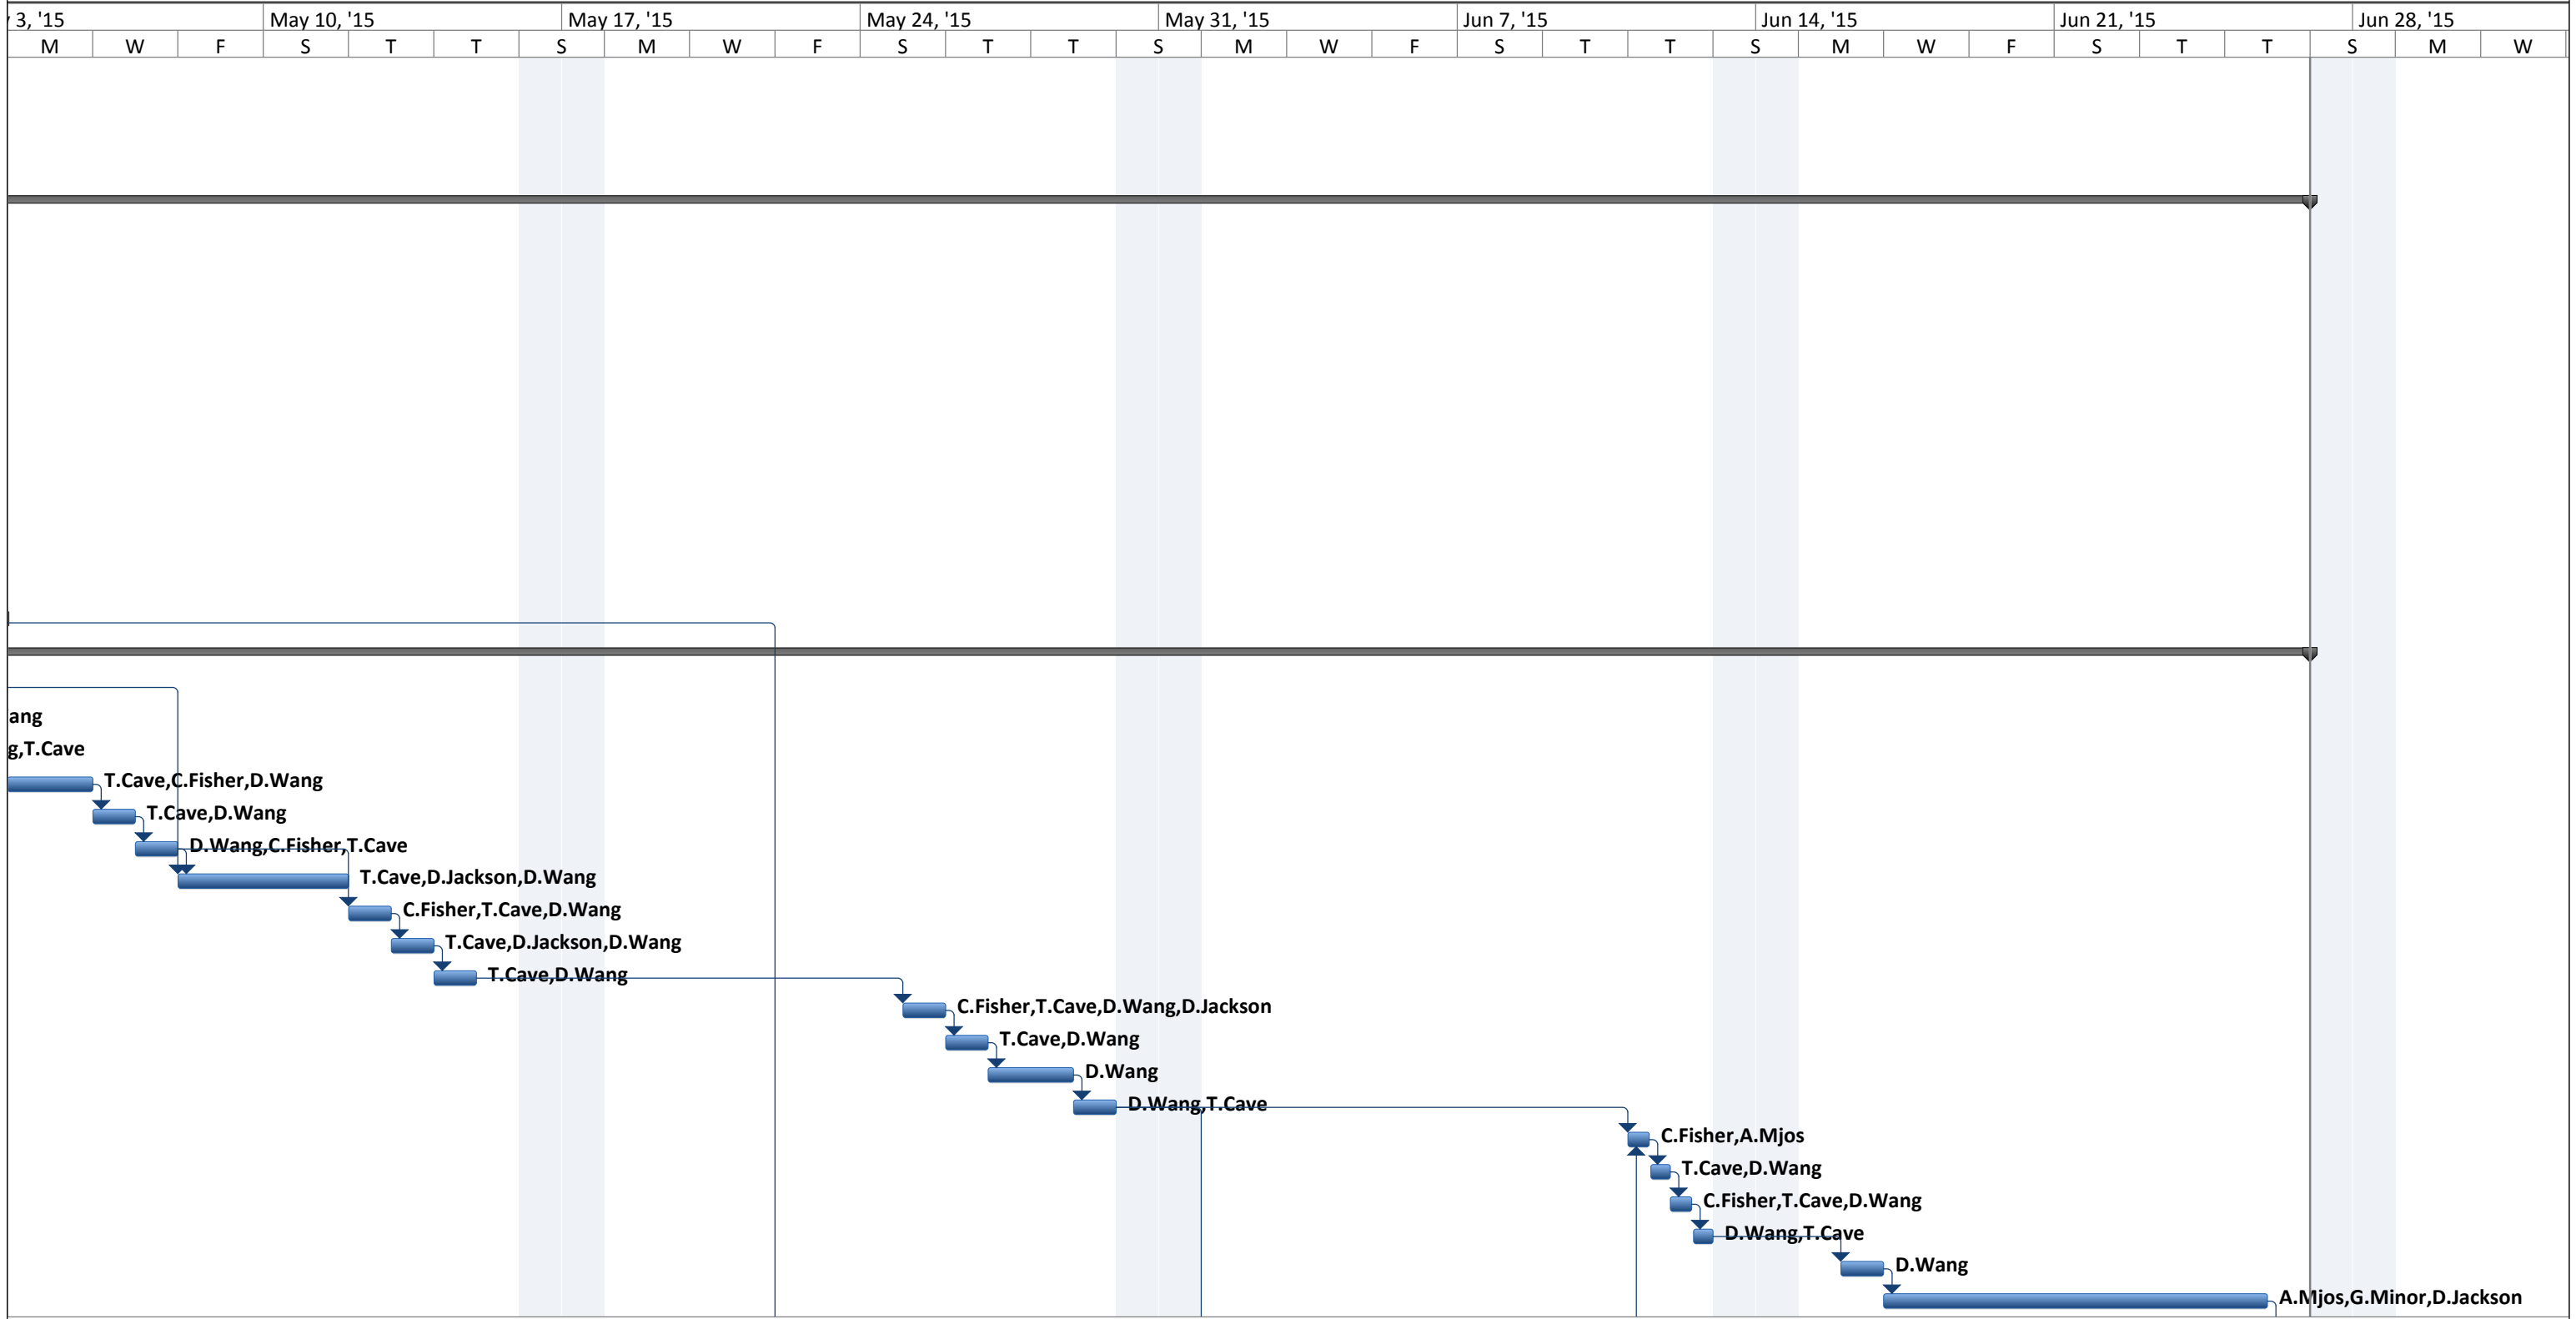 3, '15 May 10, '15 May 17, '15 May 24, '15 May 31, '15 Jun 7, '15 Jun 14, '15 Jun 21, '15 Jun 28, '15
M W F S T T S M W F S T T S M W F S T T S M W F S T T S M W
ang
g,T.Cave
T.Cave,C.Fisher,D.Wang
T.Cave,D.Wang
D.Wang,C.Fisher,T.Cave
T.Cave,D.Jackson,D.Wang
C.Fisher,T.Cave,D.Wang
T.Cave,D.Jackson,D.Wang
T.Cave,D.Wang
C.Fisher,T.Cave,D.Wang,D.Jackson
T.Cave,D.Wang
D.Wang
D.Wang,T.Cave
C.Fisher,A.Mjos
T.Cave,D.Wang
C.Fisher,T.Cave,D.Wang
D.Wang,T.Cave
D.Wang
A.Mjos,G.Minor,D.Jackson